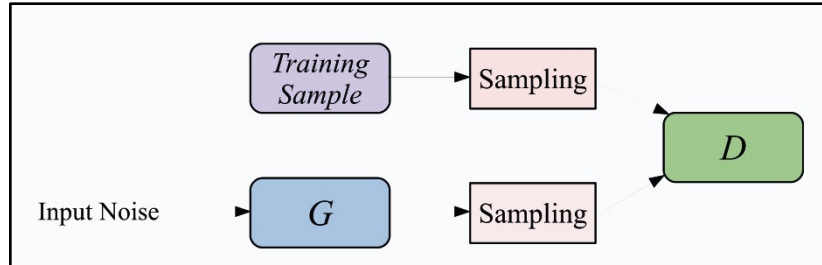 Training
Sample
Sampling
D
Input Noise
G
Sampling